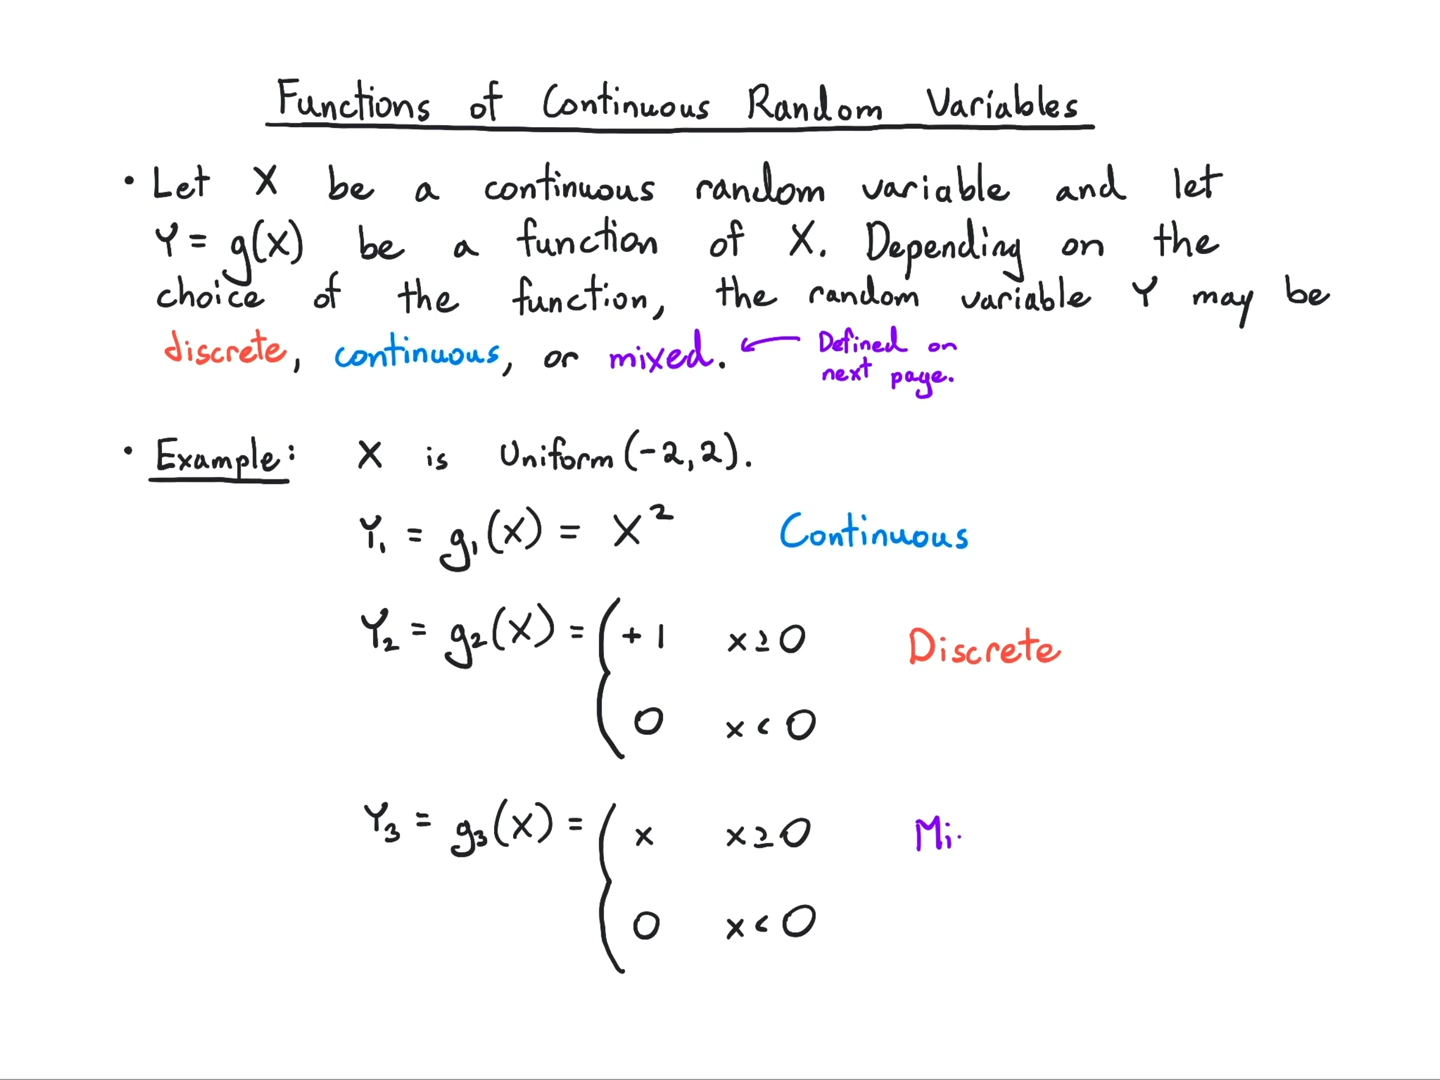 Functions of Continuous Random Variables
• Let X be a continuous random variable and let
Y = g(X) be a function of X. Depending on the
choice of the function, the random variable Y may be
discrete, continuous, or mixed. ← Defined on
next page.
• Example: X is Uniform(-2,2).
Y₁ = g₁(X) = X² Continuous
Y₂ = g₂(X) = { +1 x ≥ 0 Discrete
0 x < 0
Y₃ = g₃(X) = { x x ≥ 0 Mi
0 x < 0